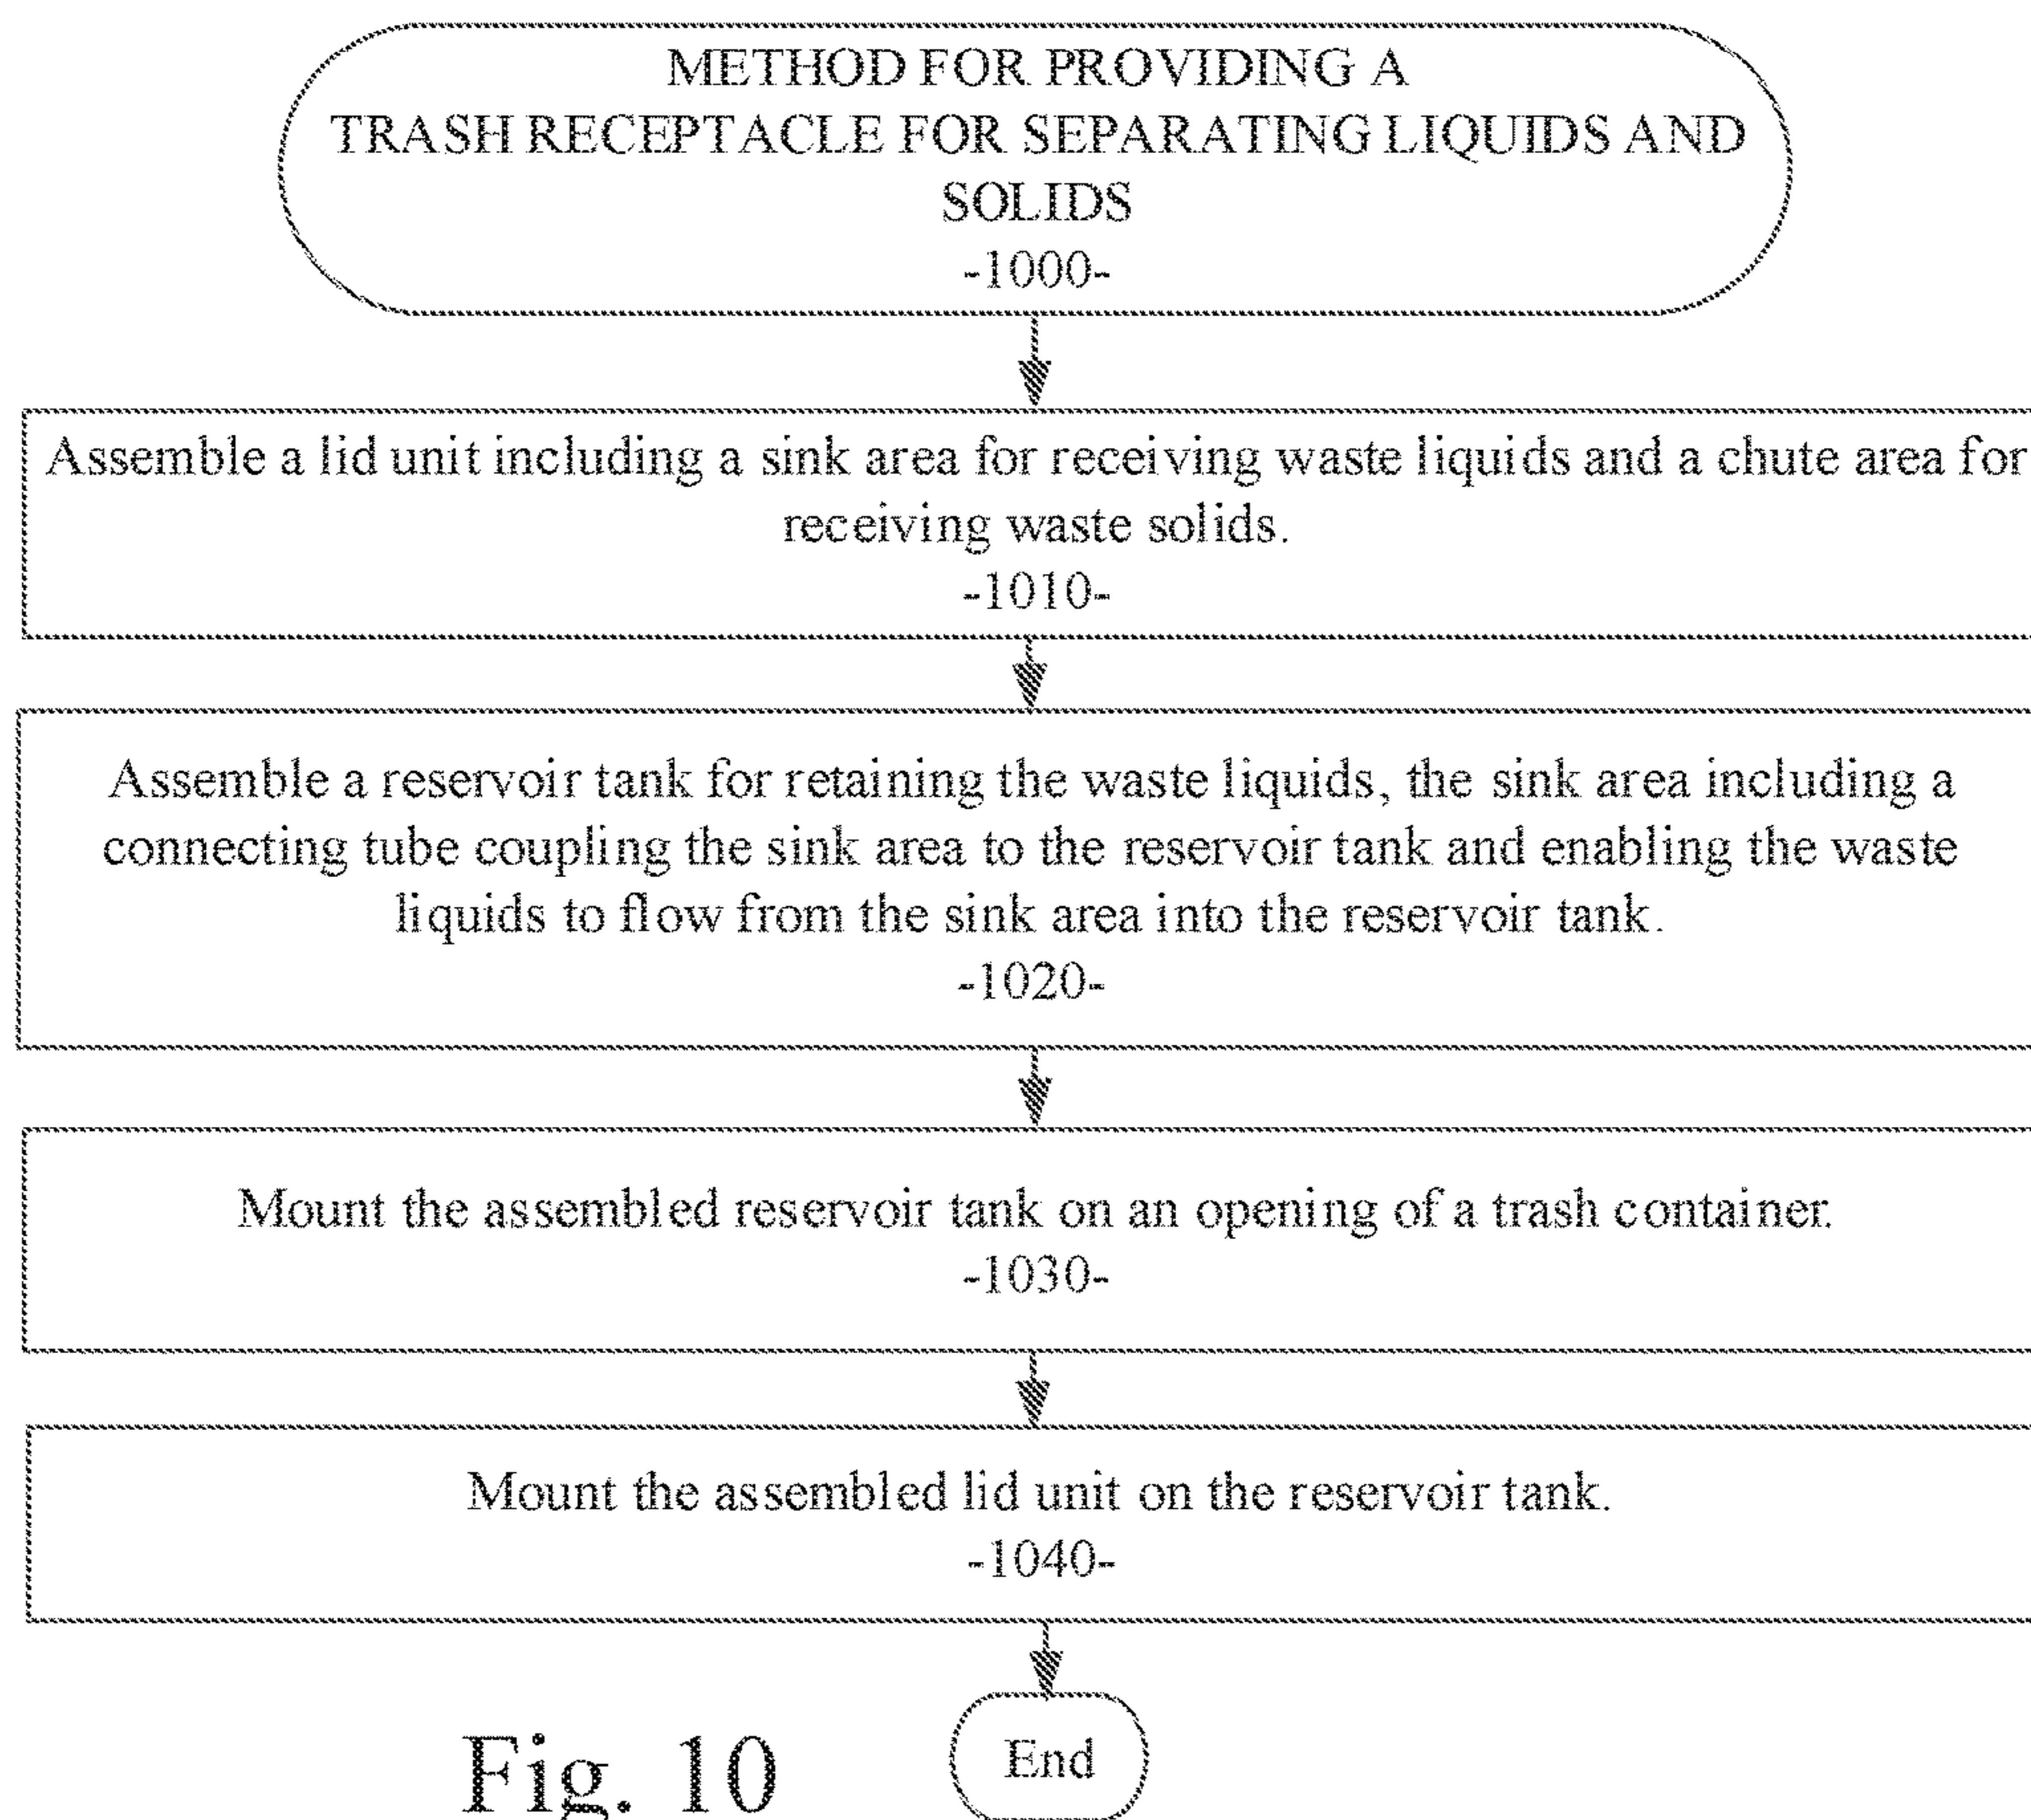 METHOD FOR PROVIDING A
TRASH RECEPTACLE FOR SEPARATING LIQUIDS AND
SOLIDS
-1000-
Assemble a lid unit including a sink area for receiving waste liquids and a chute area for
receiving waste solids.
-1010-
Assemble a reservoir tank for retaining the waste liquids, the sink area including a
connecting tube coupling the sink area to the reservoir tank and enabling the waste
liquids to flow from the sink area into the reservoir tank.
-1020-
Mount the assembled reservoir tank on an opening of a trash container.
-1030-
Mount the assembled lid unit on the reservoir tank.
-1040-
End
Fig. 10